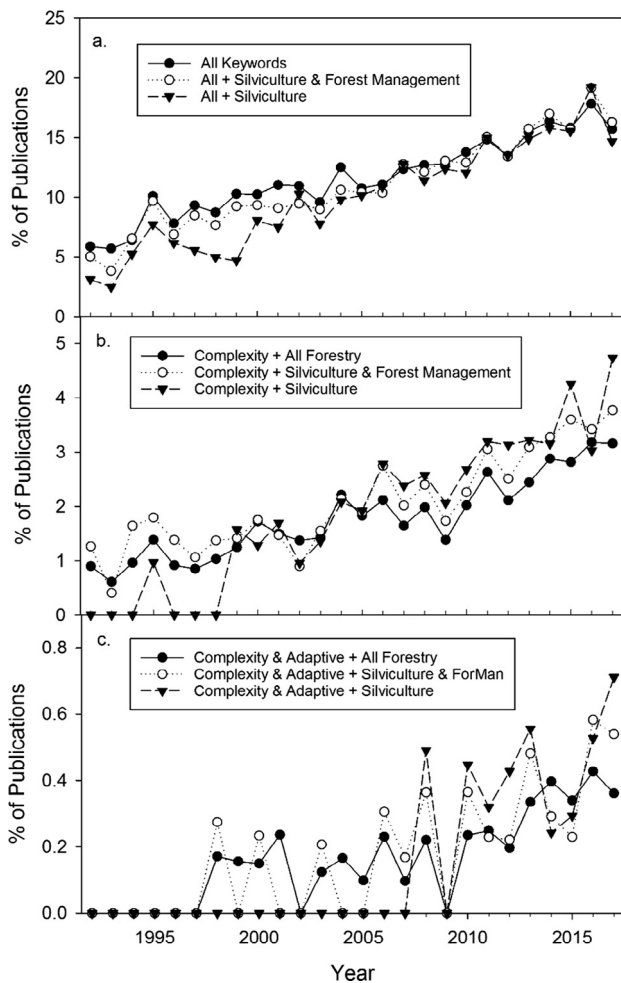 a.
All Keywords
All + Silviculture & Forest Management
All + Silviculture
25
20
15
10
5
0
% of Publications
b.
Complexity + All Forestry
Complexity + Silviculture & Forest Management
Complexity + Silviculture
5
4
3
2
1
0
% of Publications
c.
Complexity & Adaptive + All Forestry
Complexity & Adaptive + Silviculture & ForMan
Complexity & Adaptive + Silviculture
0.8
0.6
0.4
0.2
0.0
% of Publications
1995 2000 2005 2010 2015
Year